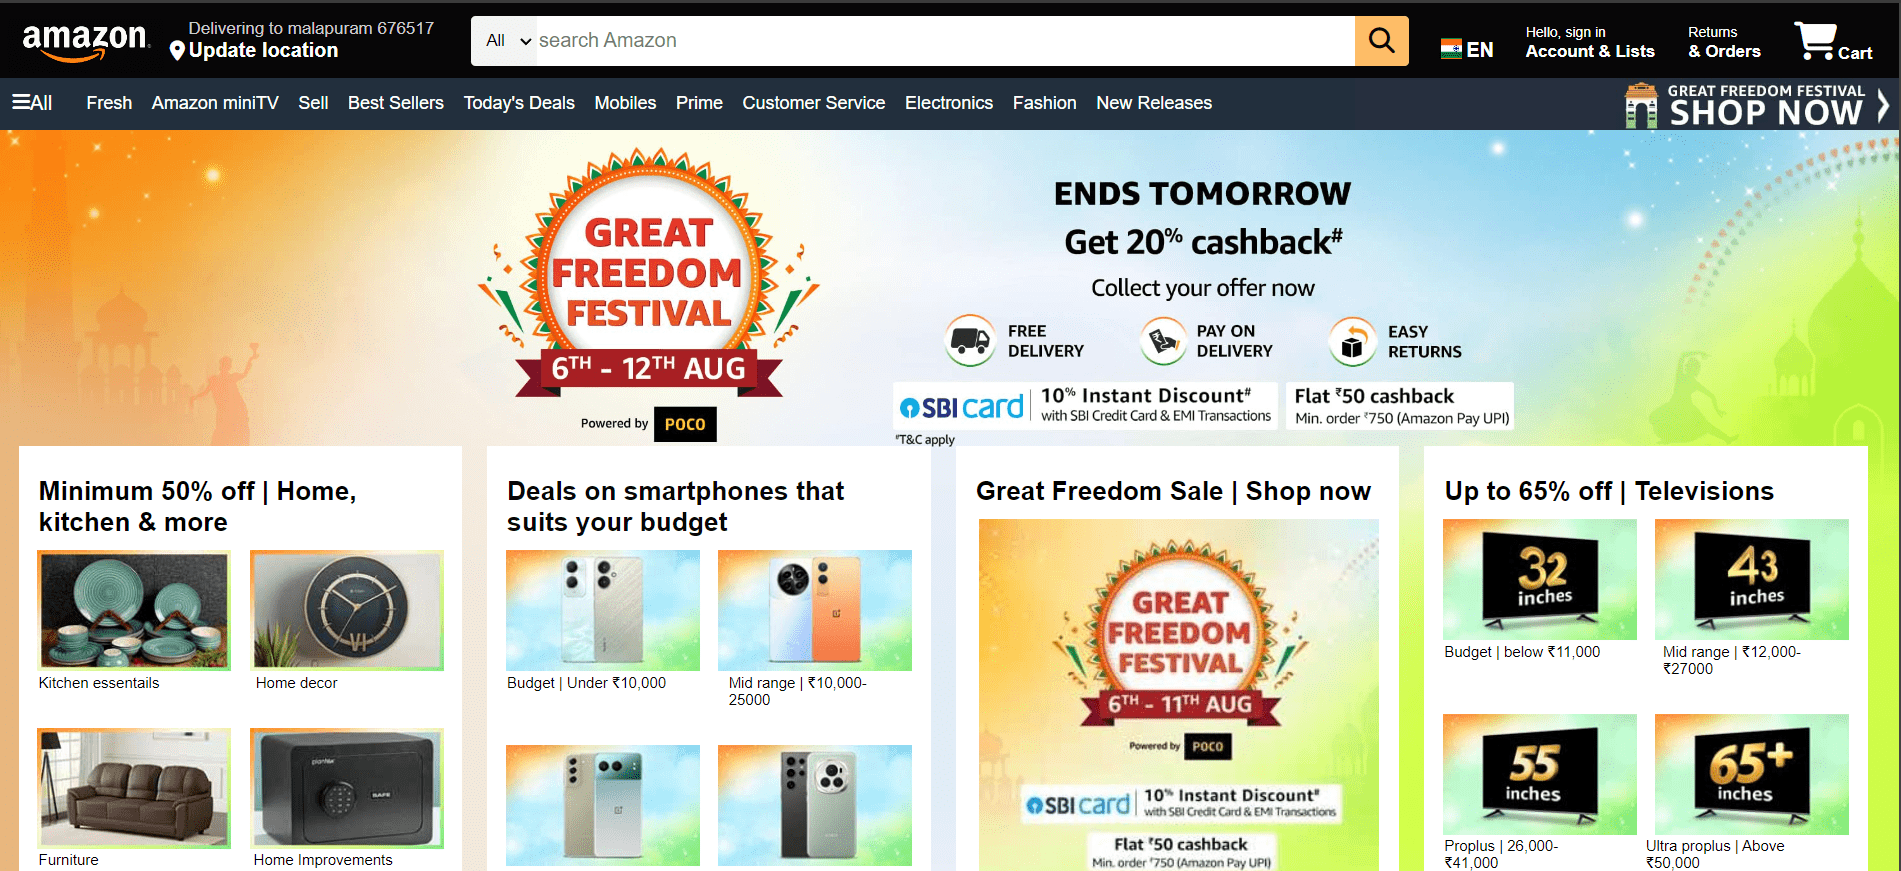 amazon
Delivering to malapuram 676517
Update location
All
search Amazon
EN
Hello, sign in
Account & Lists
Returns
& Orders
Cart
All
Fresh
Amazon miniTV
Sell
Best Sellers
Today's Deals
Mobiles
Prime
Customer Service
Electronics
Fashion
New Releases
GREAT FREEDOM FESTIVAL
SHOP NOW
GREAT
FREEDOM
FESTIVAL
6TH - 12TH AUG
Powered by POCO
ENDS TOMORROW
Get 20% cashback#
Collect your offer now
FREE
DELIVERY
PAY ON
DELIVERY
EASY
RETURNS
SBI card
10% Instant Discount#
with SBI Credit Card & EMI Transactions
Flat ₹50 cashback
Min. order ₹750 (Amazon Pay UPI)
#T&C apply
Minimum 50% off | Home,
kitchen & more
Kitchen essentails
Home decor
plantex
SAFE
Furniture
Home Improvements
Deals on smartphones that
suits your budget
Budget | Under ₹10,000
Mid range | ₹10,000-
25000
Great Freedom Sale | Shop now
GREAT
FREEDOM
FESTIVAL
6TH - 11TH AUG
Powered by POCO
SBI card
10% Instant Discount#
with SBI Credit Card & EMI Transactions
Flat ₹50 cashback
Min. order ₹750 (Amazon Pay UPI)
Up to 65% off | Televisions
32
inches
43
inches
Budget | below ₹11,000
Mid range | ₹12,000-
₹27000
55
inches
65+
inches
Proplus | 26,000-
₹41,000
Ultra proplus | Above
₹50,000